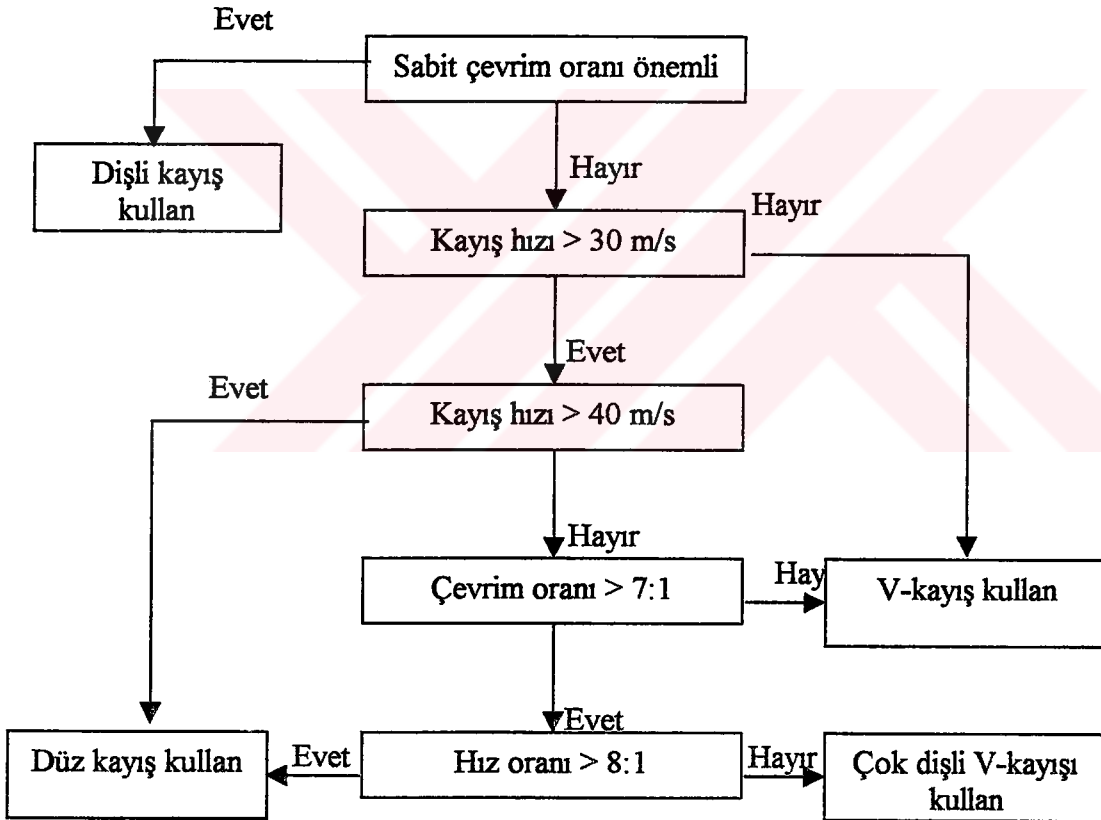 Evet
Sabit çevrim oranı önemli
Dişli kayış
kullan
Hayır
Hayır
Kayış hızı > 30 m/s
Evet
Evet
Kayış hızı > 40 m/s
Hayır
Çevrim oranı > 7:1
Hay
V-kayış kullan
Evet
Düz kayış kullan
Evet
Hız oranı > 8:1
Hayır
Çok dişli V-kayışı
kullan